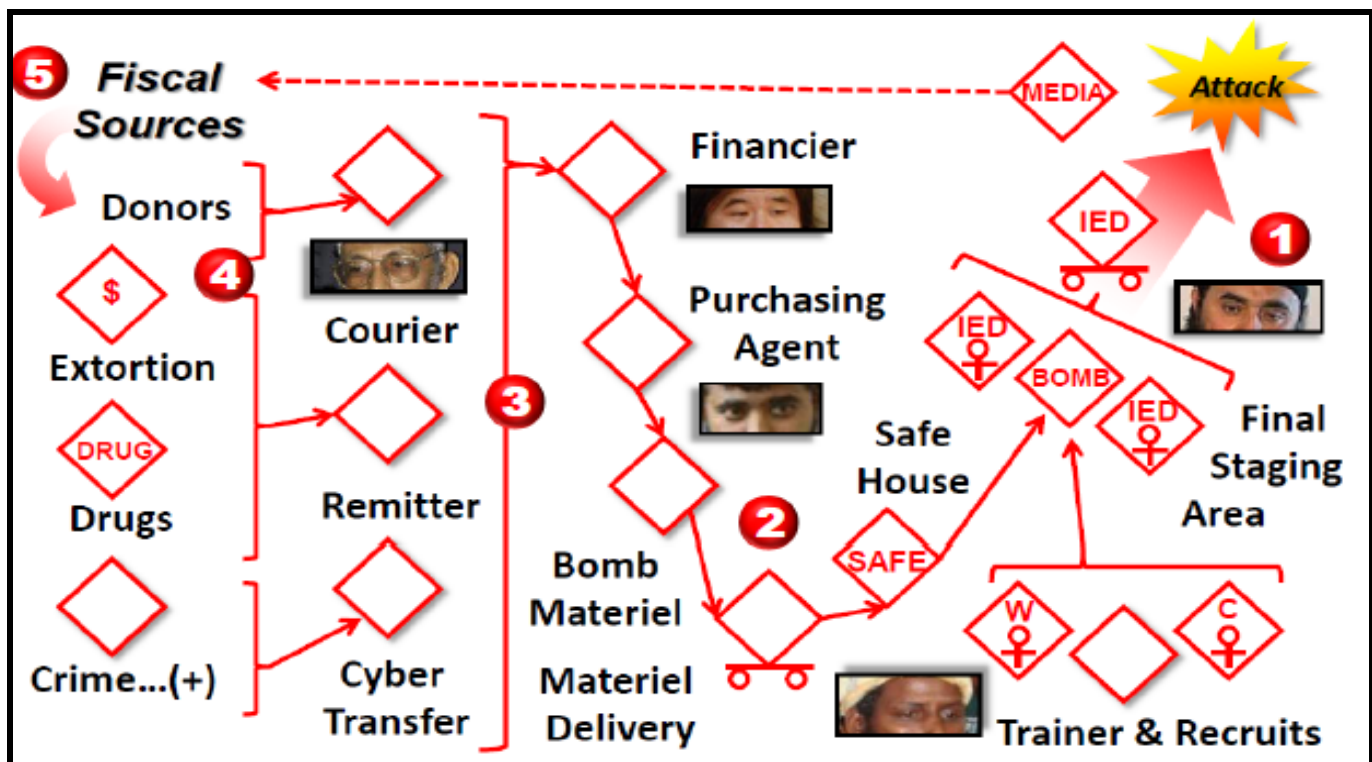 5
Fiscal
Sources
MEDIA
Attack
Donors
4
$
Extortion
DRUG
Drugs
Crime...(+)
Courier
Remitter
Cyber
Transfer
3
Financier
Purchasing
Agent
Bomb
Materiel
2
Materiel
Delivery
Safe
House
SAFE
IED
1
IED
BOMB
IED
Final
Staging
Area
W
C
Trainer & Recruits